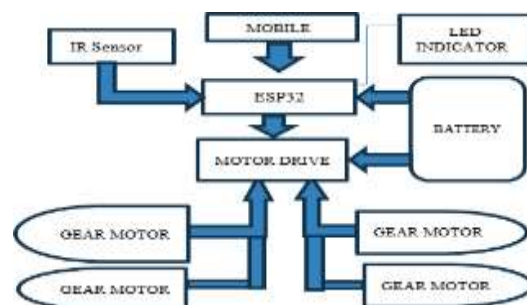 MOBILE
LED
INDICATOR
IR Sensor
ESP32
BATTERY
MOTOR DRIVE
GEAR MOTOR
GEAR MOTOR
GEAR MOTOR
GEAR MOTOR